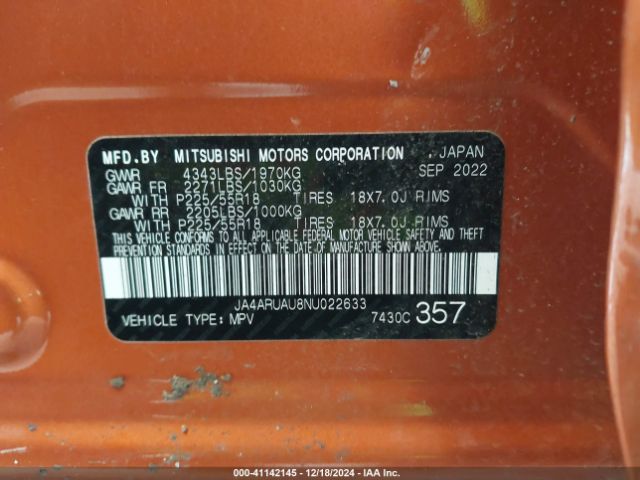 MFD.BY MITSUBISHI MOTORS CORPORATION . JAPAN
GVWR 4343LBS/1970KG SEP 2022
GAWR FR 2271LBS/1030KG
WITH P225/55R18 TIRES 18X7.0J RIMS
GAWR RR 2205LBS/1000KG
WITH P225/55R18 TIRES 18X7.0J RIMS
THIS VEHICLE CONFORMS TO ALL APPLICABLE FEDERAL MOTOR VEHICLE SAFETY AND THEFT
PREVENTION STANDARDS IN EFFECT ON THE DATE OF MANUFACTURE SHOWN ABOVE.
JA4ARUAU8NU022633
VEHICLE TYPE: MPV 7430C 357
000-41142145 - 12/18/2024 - IAA Inc.